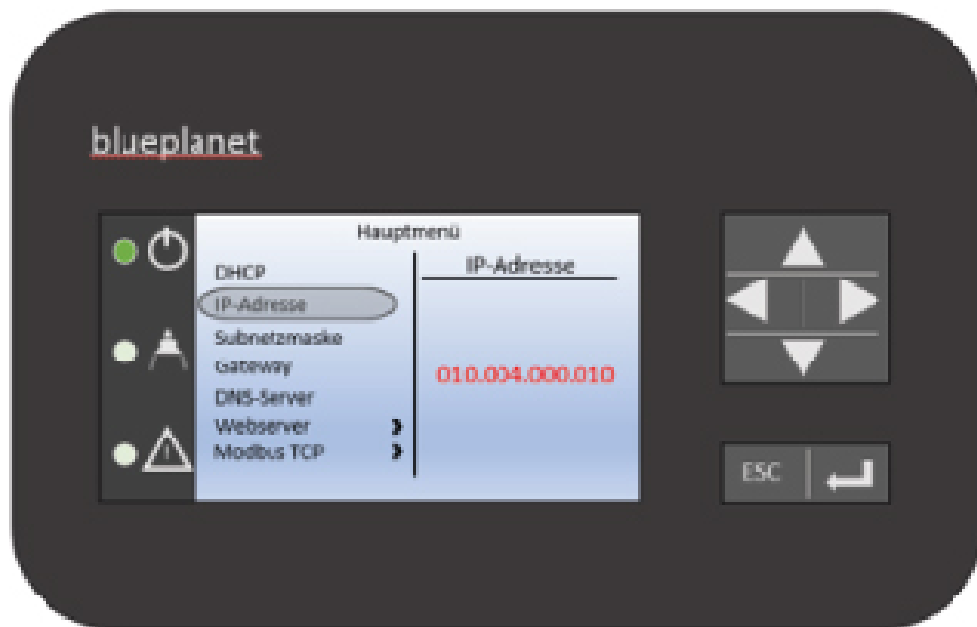 blueplanet
Hauptmenü
DHCP
IP-Adresse
Subnetzmaske
Gateway
DNS-Server
Webserver
Modbus TCP
IP-Adresse
010.004.000.010
ESC